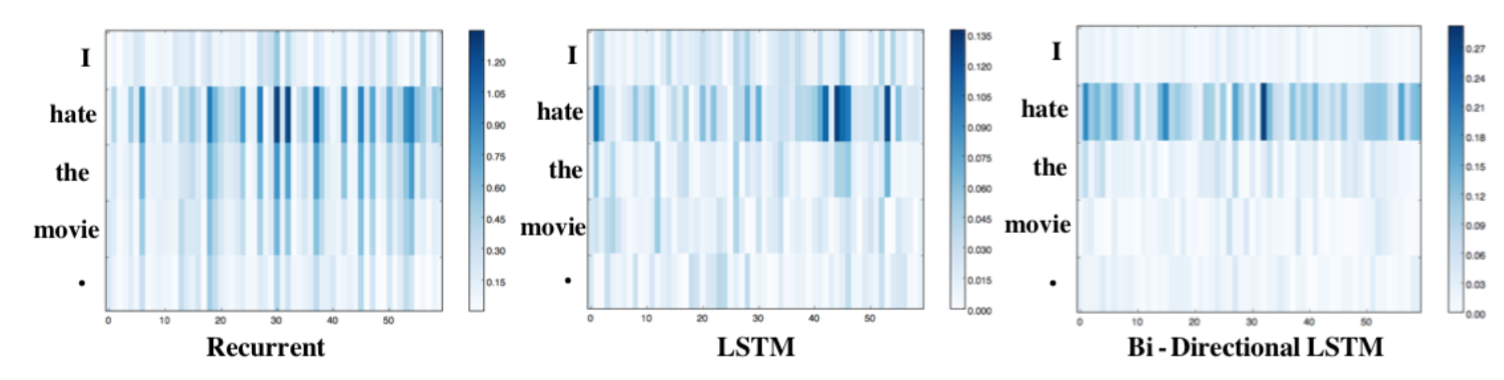 I
hate
the
movie
.
1.20
1.05
0.90
0.75
0.60
0.45
0.30
0.15
0 10 20 30 40 50
Recurrent
I
hate
the
movie
.
0.135
0.120
0.105
0.090
0.075
0.060
0.045
0.030
0.015
0.000
0 10 20 30 40 50
LSTM
I
hate
the
movie
.
0.27
0.24
0.21
0.18
0.15
0.12
0.09
0.06
0.03
0.00
0 10 20 30 40 50
Bi - Directional LSTM